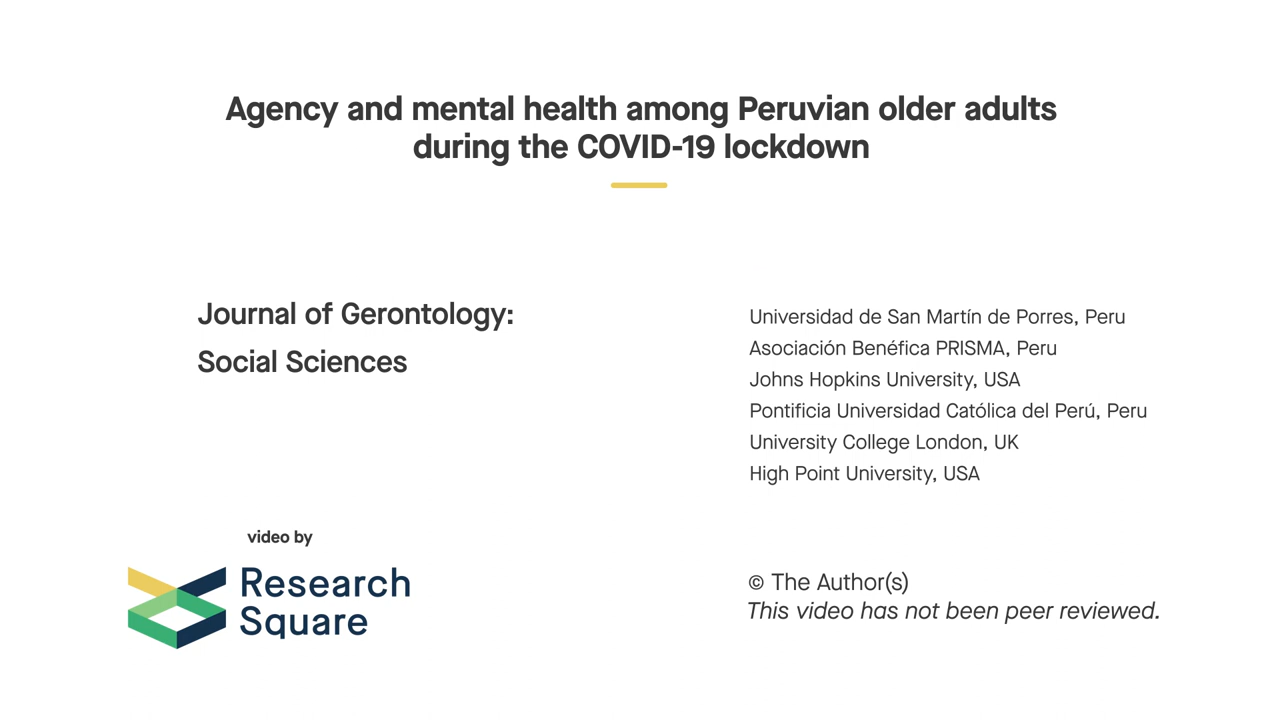 Agency and mental health among Peruvian older adults
during the COVID-19 lockdown
Journal of Gerontology:
Social Sciences
Universidad de San Martín de Porres, Peru
Asociación Benéfica PRISMA, Peru
Johns Hopkins University, USA
Pontificia Universidad Católica del Perú, Peru
University College London, UK
High Point University, USA
video by
Research
Square
© The Author(s)
This video has not been peer reviewed.